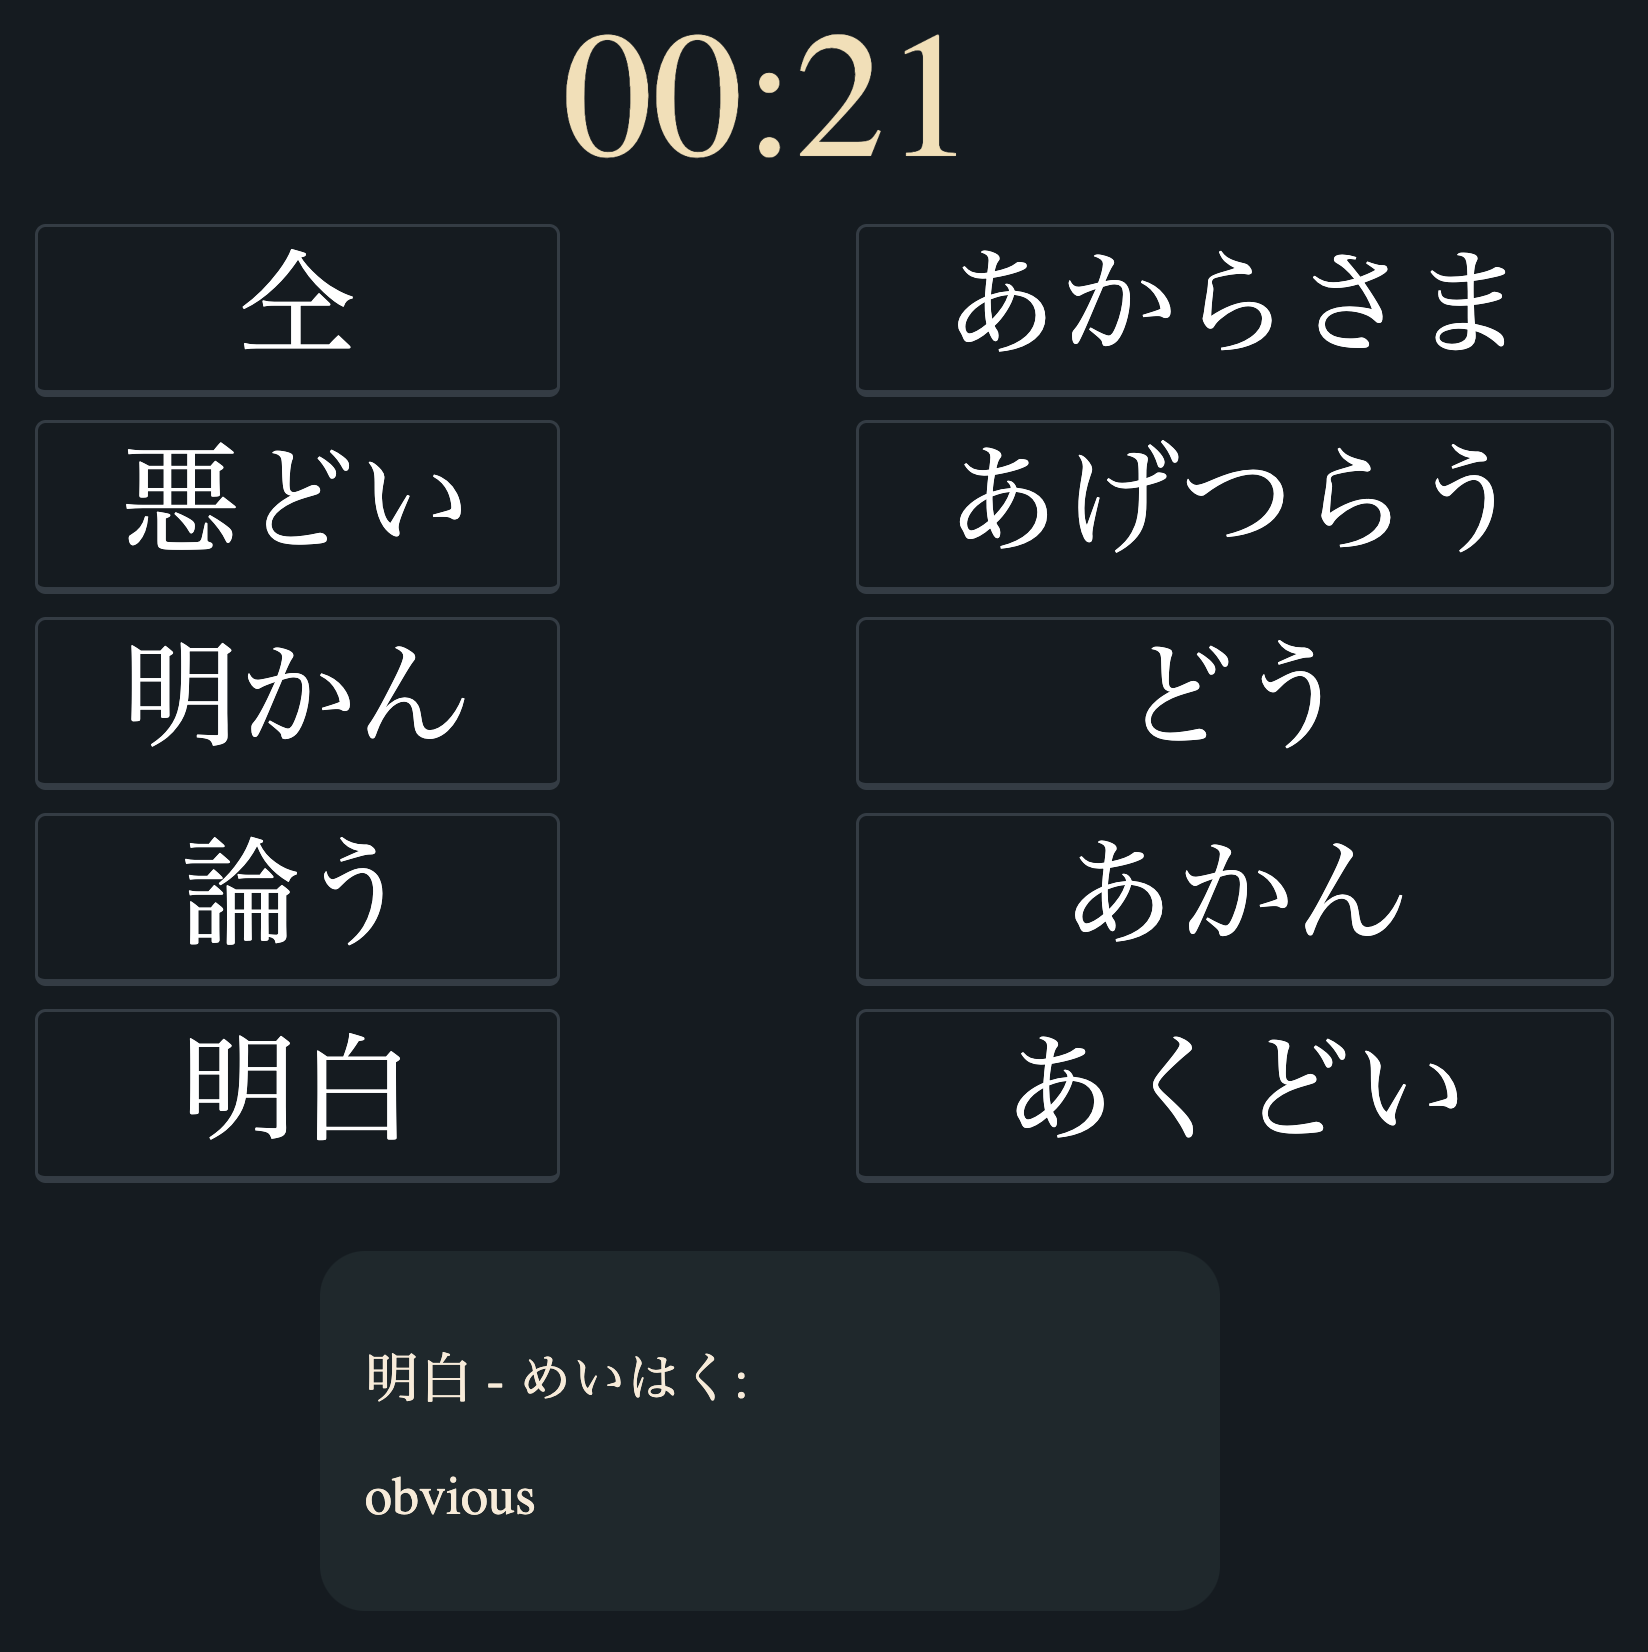 00:21
仝
あからさま
悪どい
あげつらう
明かん
どう
論う
あかん
明白
あくどい
明白 - めいはく:
obvious